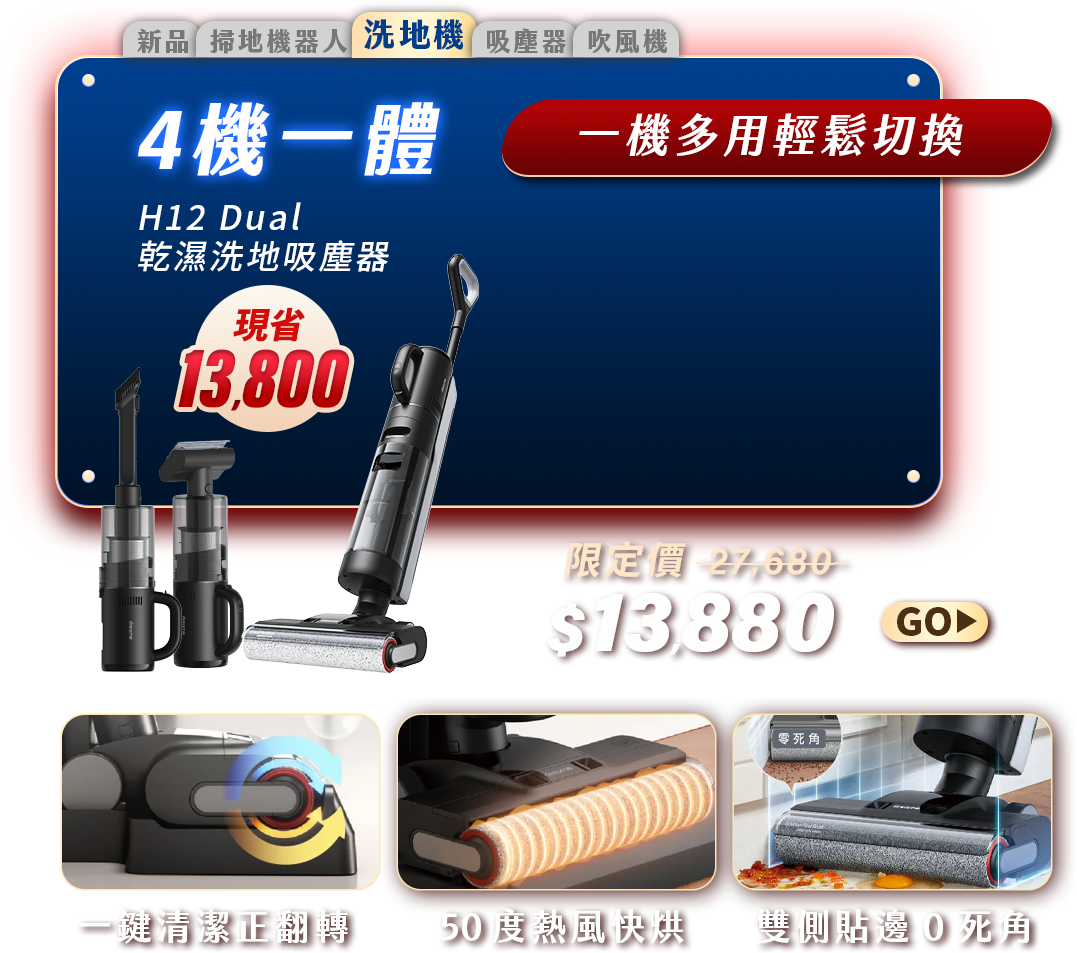 新品
掃地機器人
洗地機
吸塵器
吹風機
4機一體
一機多用輕鬆切換
H12 Dual
乾濕洗地吸塵器
現省
13,800
限定價 27,680
$13,880
GO▶
零死角
一鍵清潔正翻轉
50度熱風快烘
雙側貼邊0死角